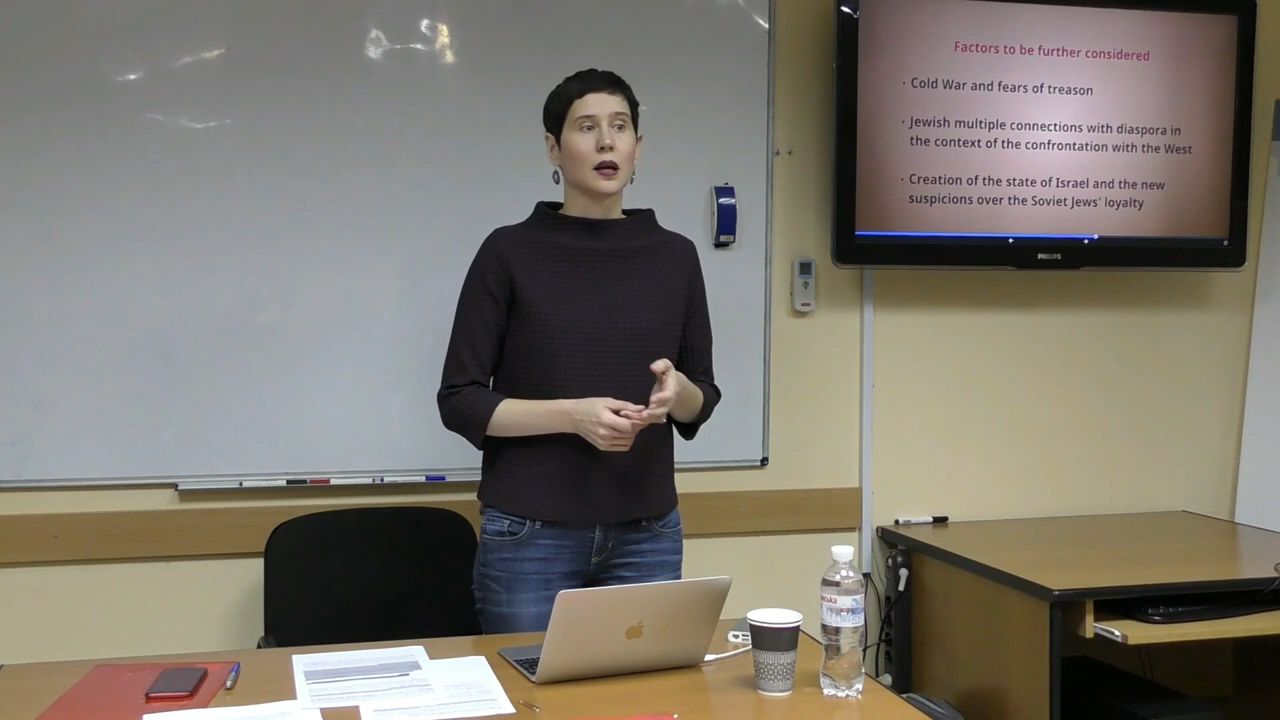 Factors to be further considered
· Cold War and fears of treason
· Jewish multiple connections with diaspora in
the context of the confrontation with the West
· Creation of the state of Israel and the new
suspicions over the Soviet Jews' loyalty
PHILIPS